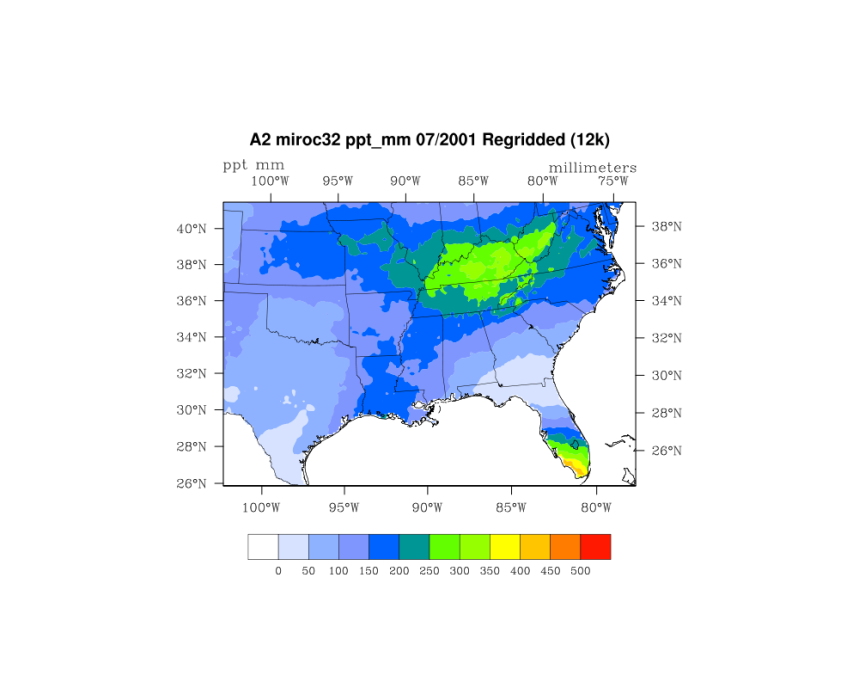 A2 miroc32 ppt_mm 07/2001 Regridded (12k)
ppt mm millimeters
100°W 95°W 90°W 85°W 80°W 75°W
40°N 38°N
38°N 36°N
36°N 34°N
34°N 32°N
32°N 30°N
30°N 28°N
28°N 26°N
26°N
100°W 95°W 90°W 85°W 80°W
0 50 100 150 200 250 300 350 400 450 500